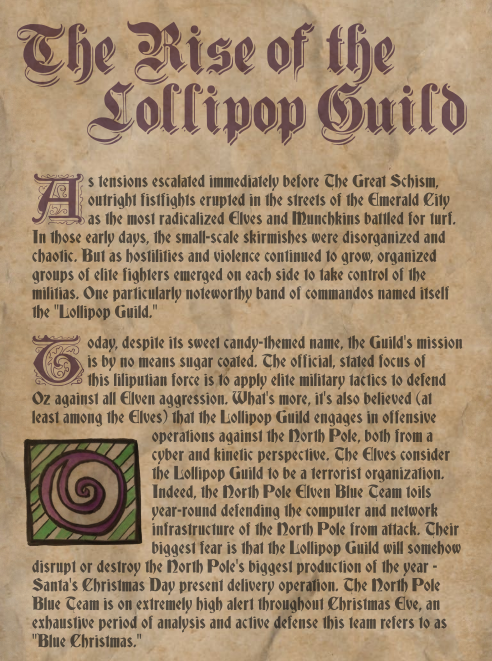 The Rise of the
Lollipop Guild
As tensions escalated immediately before The Great Schism,
outright fistfights erupted in the streets of the Emerald City
as the most radicalized Elves and Munchkins battled for turf.
In those early days, the small-scale skirmishes were disorganized and
chaotic. But as hostilities and violence continued to grow, organized
groups of elite fighters emerged on each side to take control of the
militias. One particularly noteworthy band of commandos named itself
the "Lollipop Guild."
Today, despite its sweet candy-themed name, the Guild's mission
is by no means sugar coated. The official, stated focus of
this liliputian force is to apply elite military tactics to defend
Oz against all Elven aggression. What's more, it's also believed (at
least among the Elves) that the Lollipop Guild engages in offensive
operations against the North Pole, both from a
cyber and kinetic perspective. The Elves consider
the Lollipop Guild to be a terrorist organization.
Indeed, the North Pole Elven Blue Team toils
year-round defending the computer and network
infrastructure of the North Pole from attack. Their
biggest fear is that the Lollipop Guild will somehow
disrupt or destroy the North Pole's biggest production of the year -
Santa's Christmas Day present delivery operation. The North Pole
Blue Team is on extremely high alert throughout Christmas Eve, an
exhaustive period of analysis and active defense this team refers to as
"Blue Christmas."